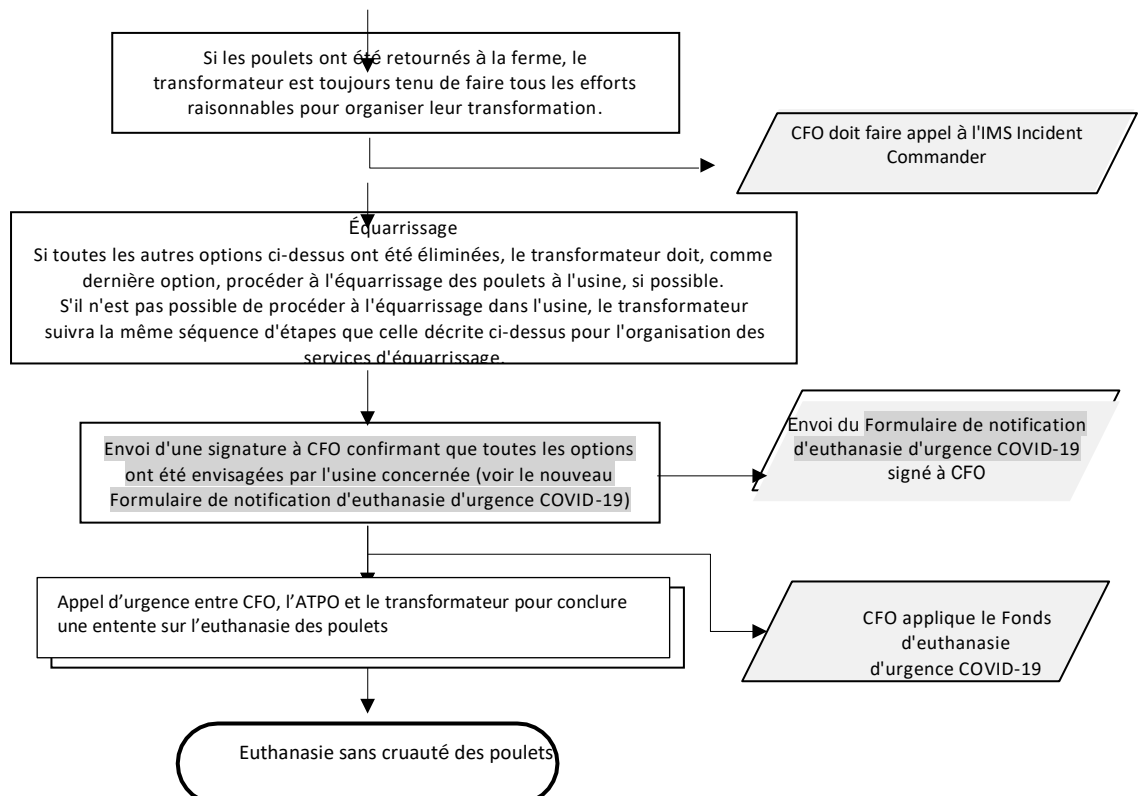 Si les poulets ont été retournés à la ferme, le
transformateur est toujours tenu de faire tous les efforts
raisonnables pour organiser leur transformation.
CFO doit faire appel à l'IMS Incident
Commander
Équarrissage
Si toutes les autres options ci-dessus ont été éliminées, le transformateur doit, comme
dernière option, procéder à l'équarrissage des poulets à l'usine, si possible.
S'il n'est pas possible de procéder à l'équarrissage dans l'usine, le transformateur
suivra la même séquence d'étapes que celle décrite ci-dessus pour l'organisation des
services d'équarrissage.
Envoi d'une signature à CFO confirmant que toutes les options
ont été envisagées par l'usine concernée (voir le nouveau
Formulaire de notification d'euthanasie d'urgence COVID-19)
Envoi du Formulaire de notification
d'euthanasie d'urgence COVID-19
signé à CFO
Appel d’urgence entre CFO, l’ATPO et le transformateur pour conclure
une entente sur l’euthanasie des poulets
CFO applique le Fonds
d'euthanasie
d'urgence COVID-19
Euthanasie sans cruauté des poulets